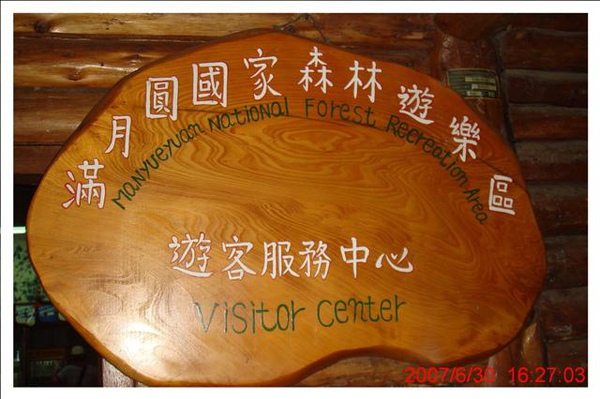 滿月圓國家森林遊樂區
Manyueyuan National Forest Recreation Area
遊客服務中心
Visitor Center
2007/6/30 16:27:03